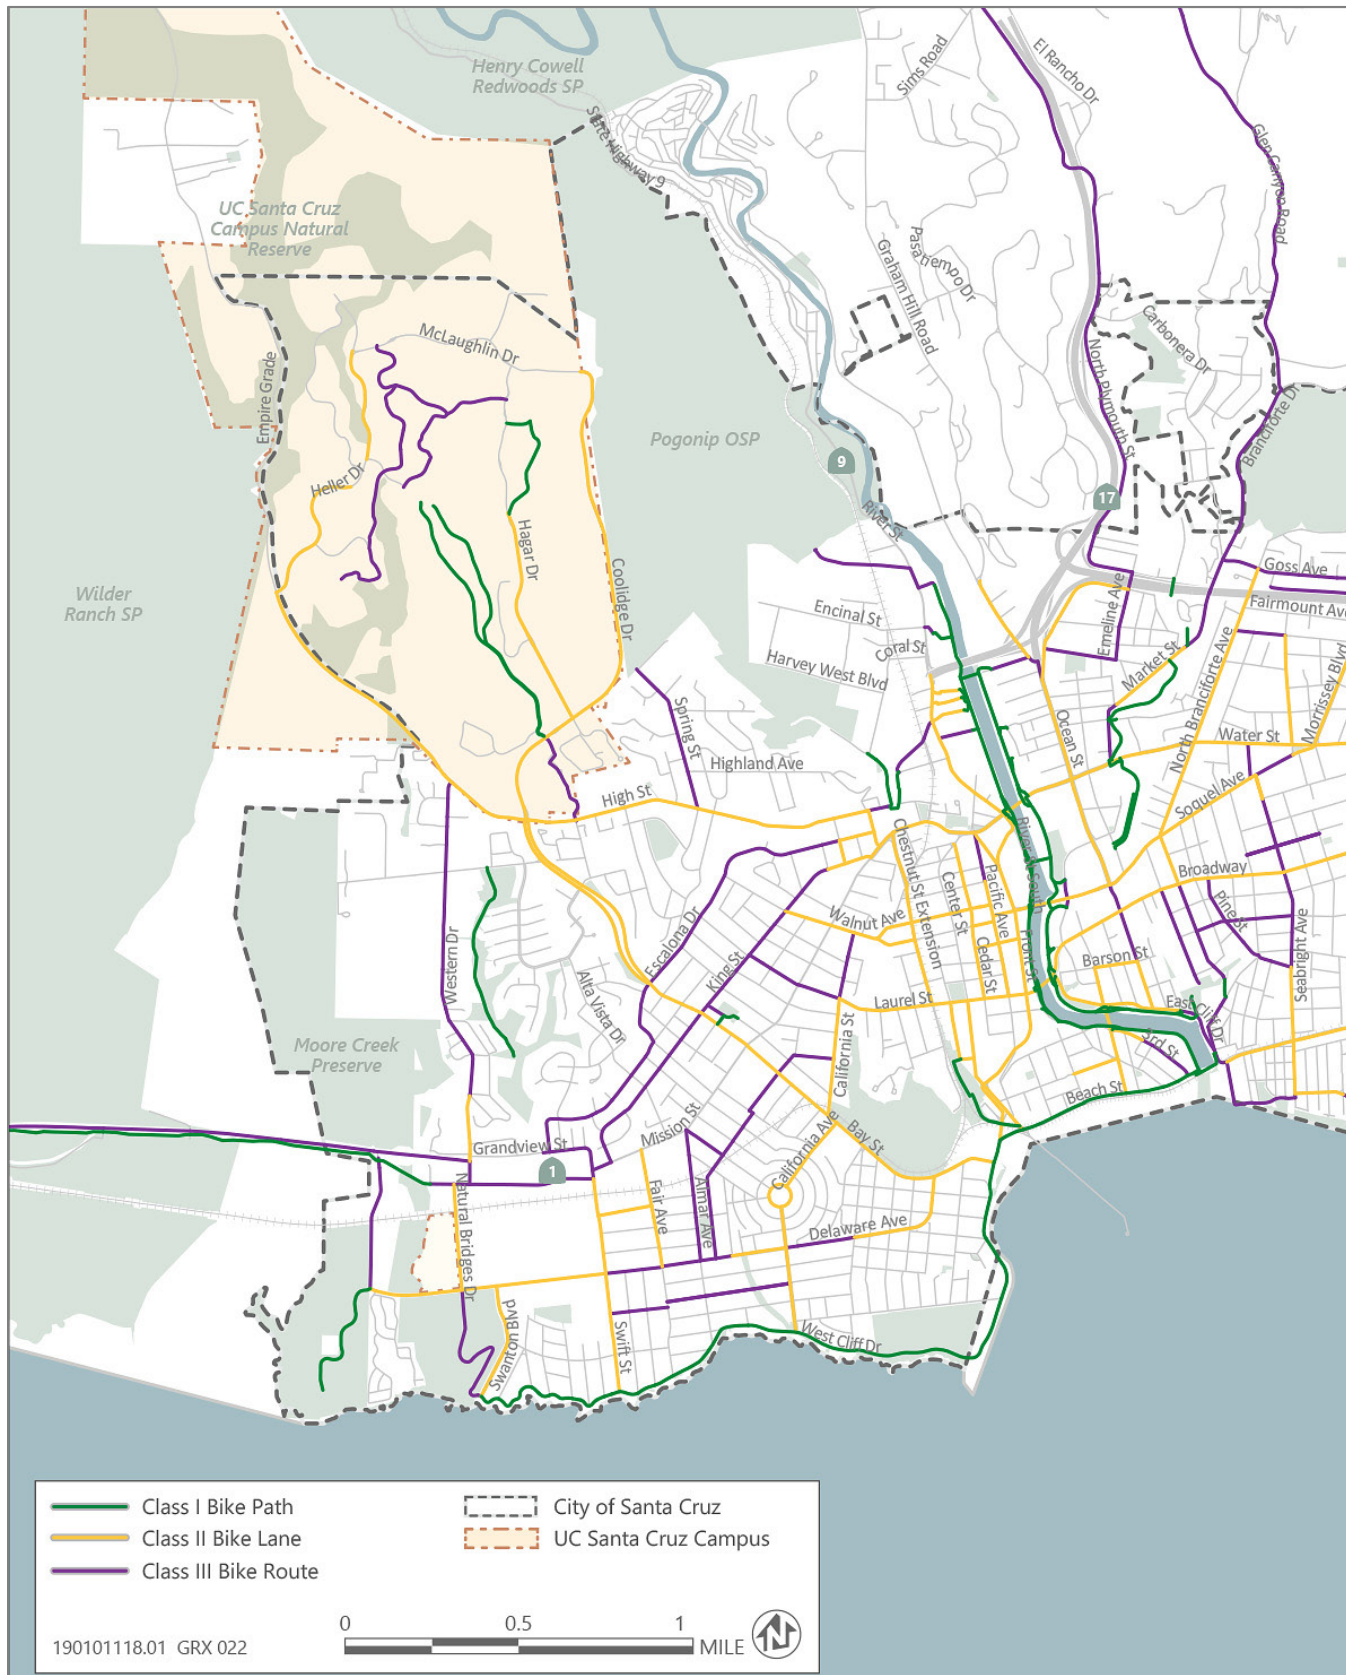 Henry Cowell
Redwoods SP
Sims Road
El Rancho Dr
State Highway 9
Glen Canyon Road
UC Santa Cruz
Campus Natural
Reserve
Pasatiempo Dr
Graham Hill Road
Carbonera Dr
McLaughlin Dr
Empire Grade
North Plymouth St
Branciforte Dr
Pogonip OSP
9
Heller Dr
17
River St
Hagar Dr
Coolidge Dr
Goss Ave
Wilder
Ranch SP
Encinal St
Fairmount Ave
Emeline Ave
Coral St
Harvey West Blvd
Market St
North Branciforte Ave
Morrissey Blvd
Spring St
Ocean St
Water St
Highland Ave
High St
Soquel Ave
Chestnut St Extension
River St South
Center St
Pacific Ave
Broadway
Walnut Ave
Pine St
Western Dr
Escalona Dr
King St
Cedar St
Front St
Barson St
Seabright Ave
Alta Vista Dr
Laurel St
East Cliff Dr
California St
3rd St
Moore Creek
Preserve
Beach St
Mission St
California Ave
Bay St
Grandview St
1
Natural Bridges Dr
Fair Ave
Almar Ave
Delaware Ave
Swanton Blvd
Swift St
West Cliff Dr
Class I Bike Path
Class II Bike Lane
Class III Bike Route
City of Santa Cruz
UC Santa Cruz Campus
0 0.5 1
MILE
N
190101118.01 GRX 022